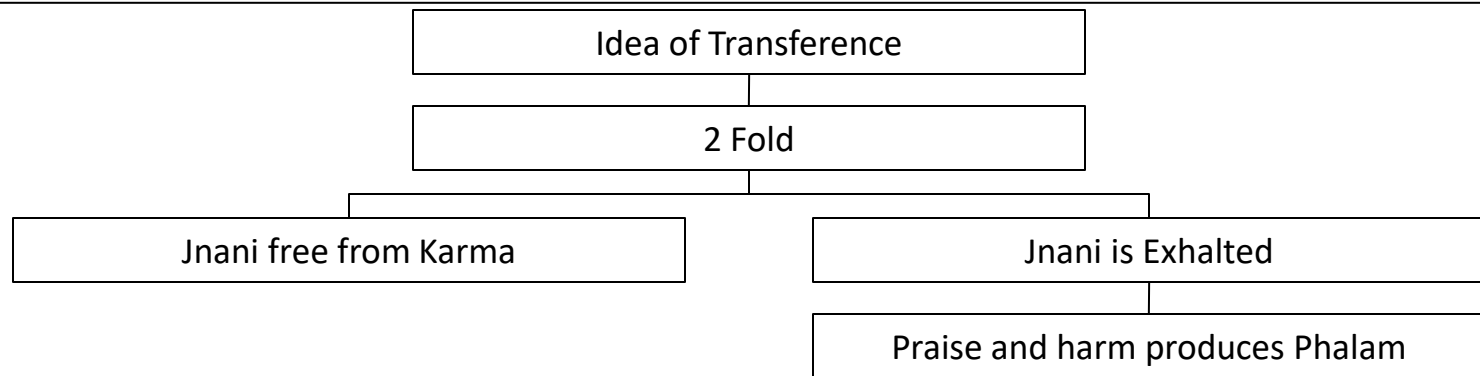 Idea of Transference
2 Fold
Jnani free from Karma
Jnani is Exhalted
Praise and harm produces Phalam